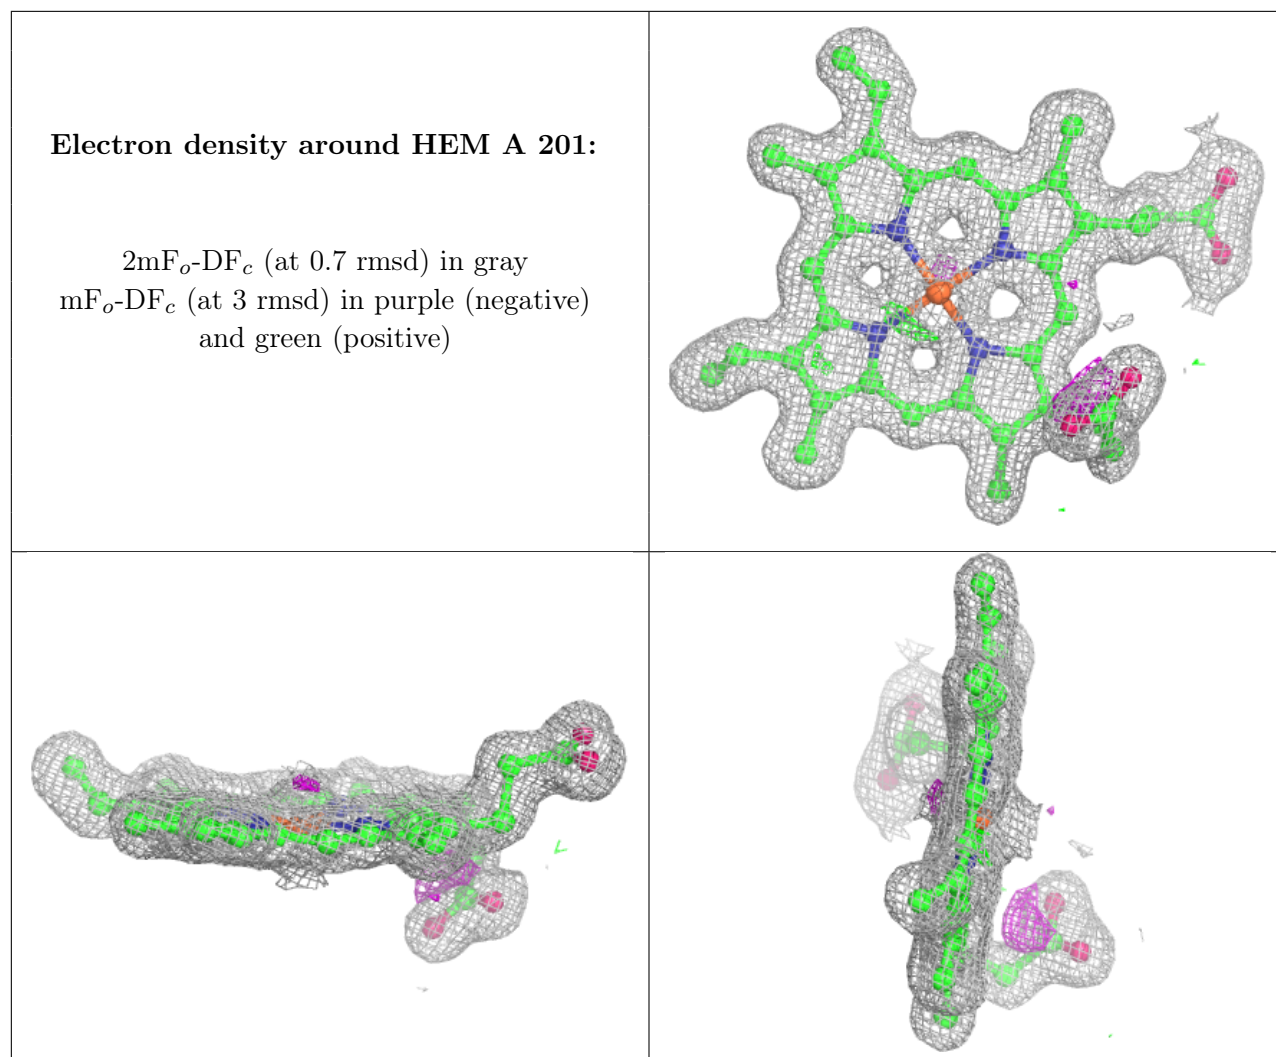 Electron density around HEM A 201:
2mFo-DFc (at 0.7 rmsd) in gray
mFo-DFc (at 3 rmsd) in purple (negative)
and green (positive)